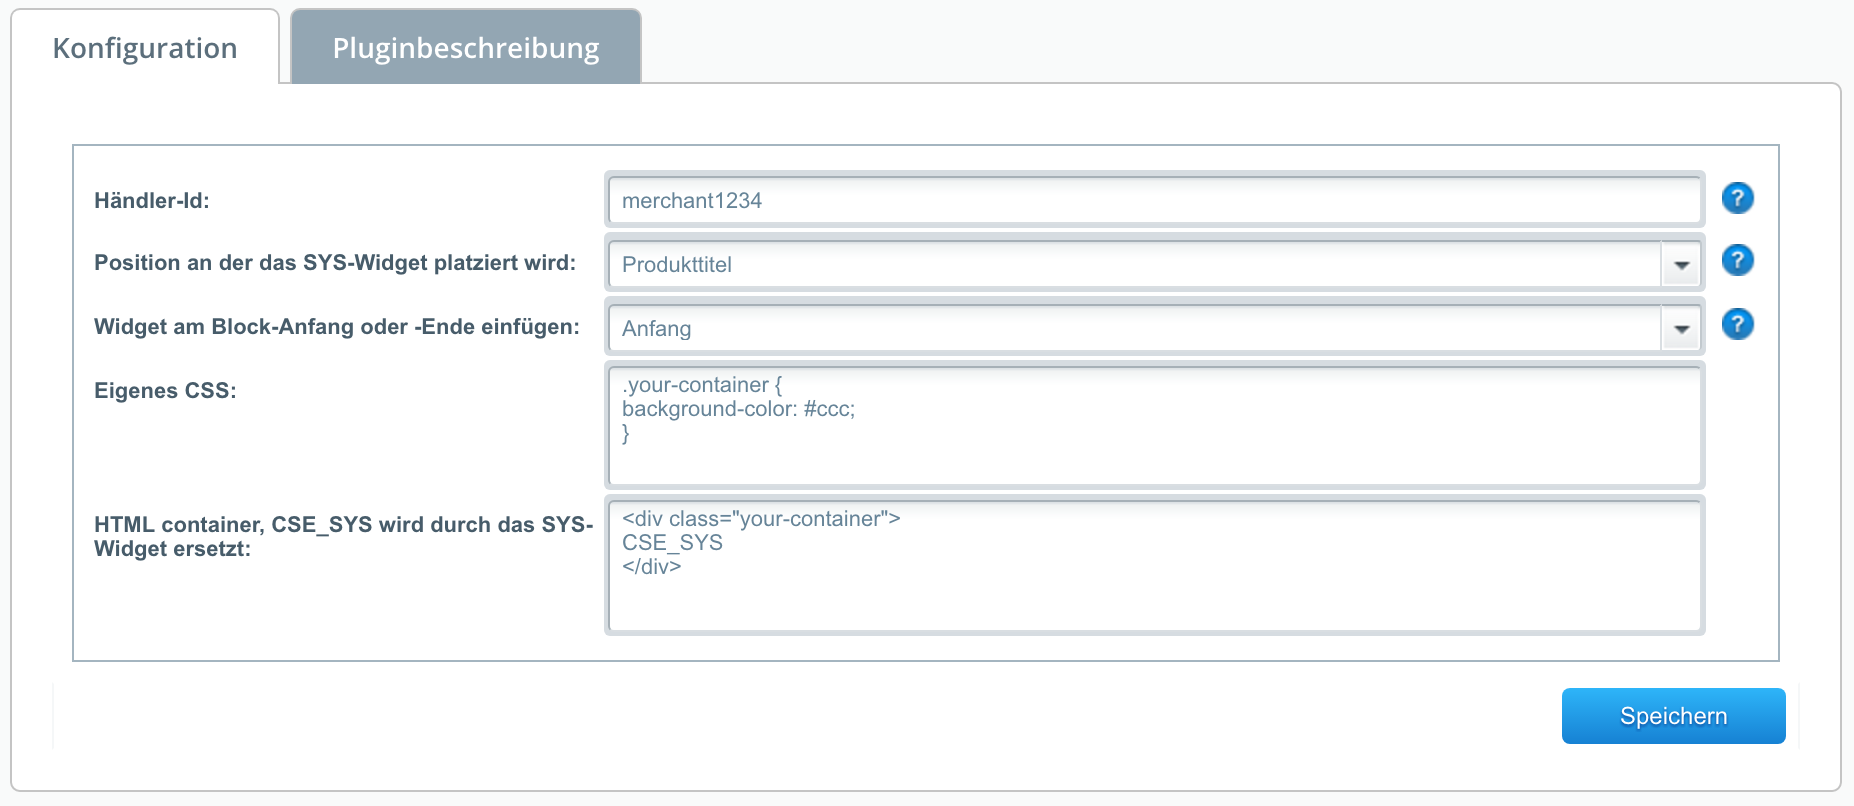 Konfiguration
Pluginbeschreibung
Händler-Id:
merchant1234
?
Position an der das SYS-Widget platziert wird:
Produkttitel
?
Widget am Block-Anfang oder -Ende einfügen:
Anfang
?
Eigenes CSS:
.your-container {
background-color: #ccc;
}
HTML container, CSE_SYS wird durch das SYS-
Widget ersetzt:
<div class="your-container">
CSE_SYS
</div>
Speichern